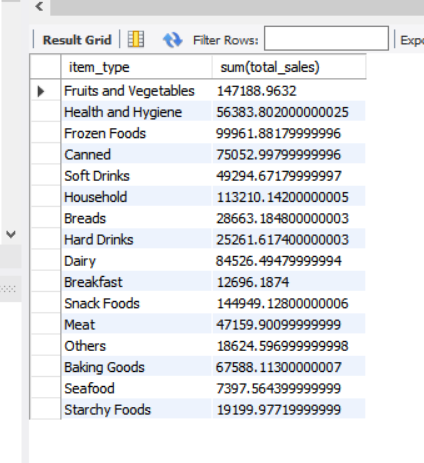 Result Grid Filter Rows: Expo
item_type sum(total_sales)
Fruits and Vegetables 147188.9632
Health and Hygiene 56383.802000000025
Frozen Foods 99961.88179999996
Canned 75052.99799999996
Soft Drinks 49294.67179999997
Household 113210.14200000005
Breads 28663.184800000003
Hard Drinks 25261.617400000003
Dairy 84526.49479999994
Breakfast 12696.1874
Snack Foods 144949.12800000006
Meat 47159.90099999999
Others 18624.596999999998
Baking Goods 67588.11300000007
Seafood 7397.564399999999
Starchy Foods 19199.97719999999